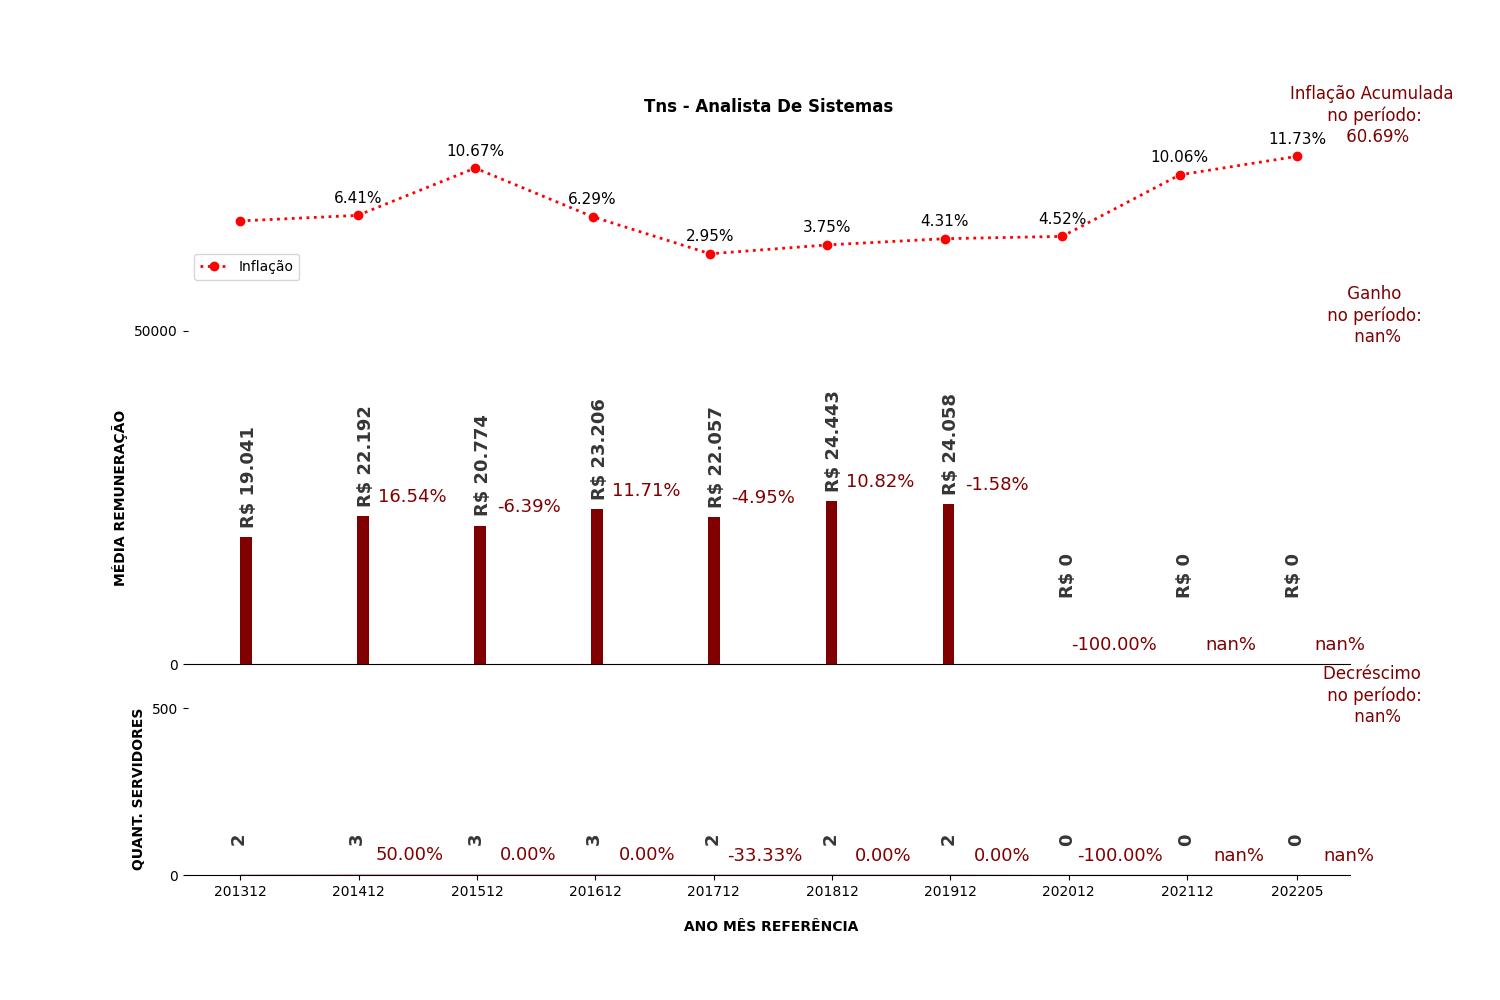 Tns - Analista De Sistemas
Inflação Acumulada
no período:
60.69%
6.41%
10.67%
6.29%
2.95%
3.75%
4.31%
4.52%
10.06%
11.73%
Inflação
Ganho
no período:
nan%
50000
0
MÉDIA REMUNERAÇÃO
R$ 19.041
R$ 22.192
R$ 20.774
R$ 23.206
R$ 22.057
R$ 24.443
R$ 24.058
R$ 0
R$ 0
R$ 0
16.54%
-6.39%
11.71%
-4.95%
10.82%
-1.58%
-100.00%
nan%
nan%
Decréscimo
no período:
nan%
500
0
QUANT. SERVIDORES
2
3
3
3
2
2
2
0
0
0
50.00%
0.00%
0.00%
-33.33%
0.00%
0.00%
-100.00%
nan%
nan%
201312
201412
201512
201612
201712
201812
201912
202012
202112
202205
ANO MÊS REFERÊNCIA